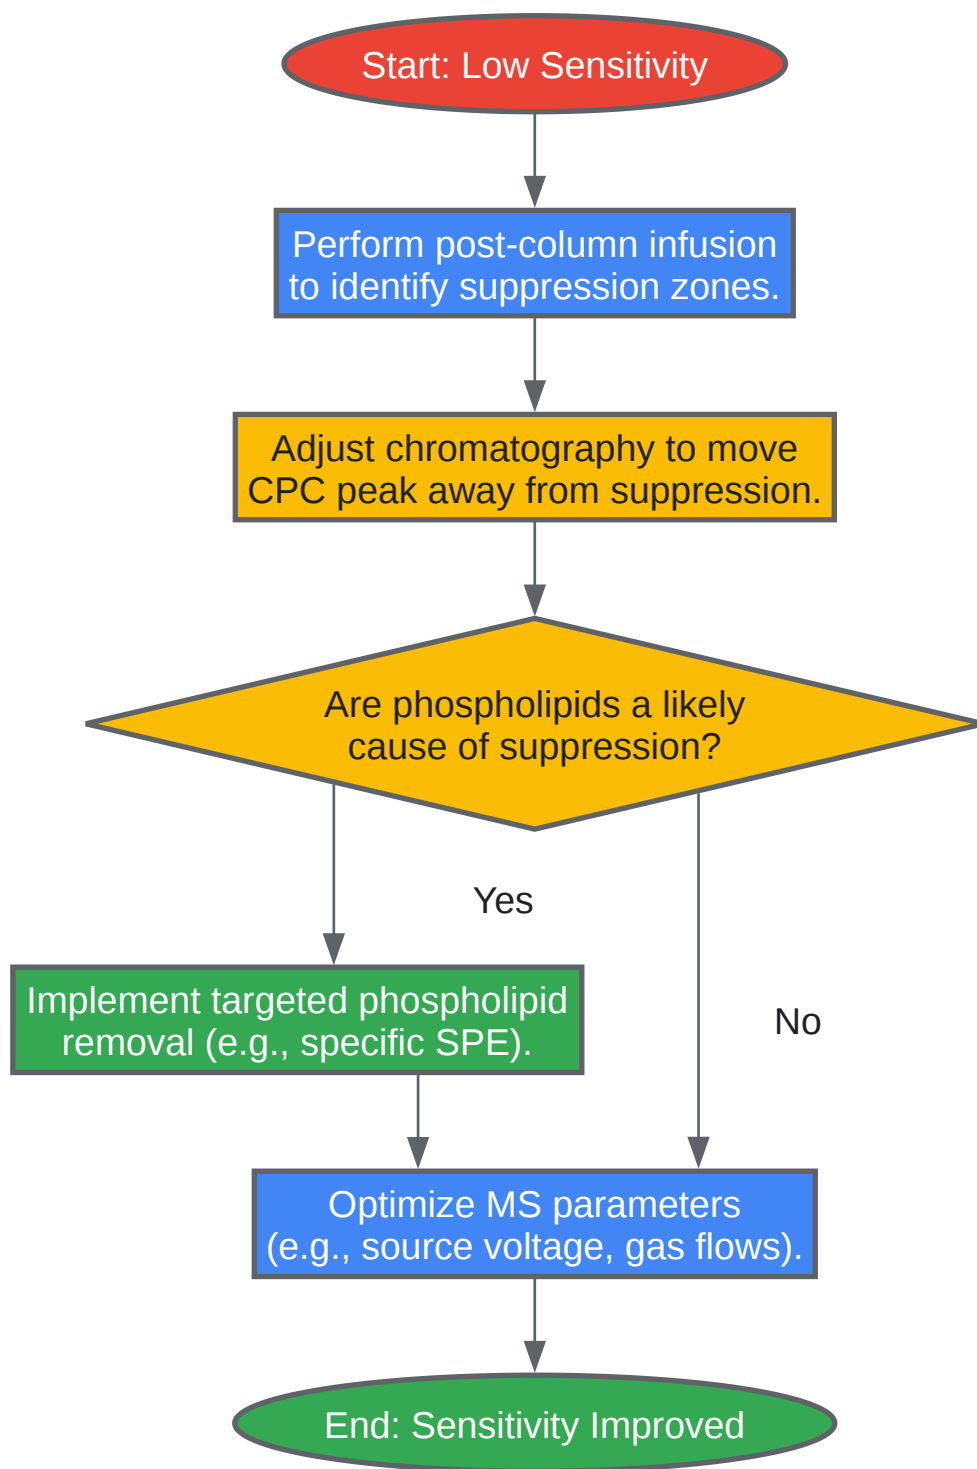 Start: Low Sensitivity
Perform post-column infusion
to identify suppression zones.
Adjust chromatography to move
CPC peak away from suppression.
Are phospholipids a likely
cause of suppression?
Yes
Implement targeted phospholipid
removal (e.g., specific SPE).
No
Optimize MS parameters
(e.g., source voltage, gas flows).
End: Sensitivity Improved